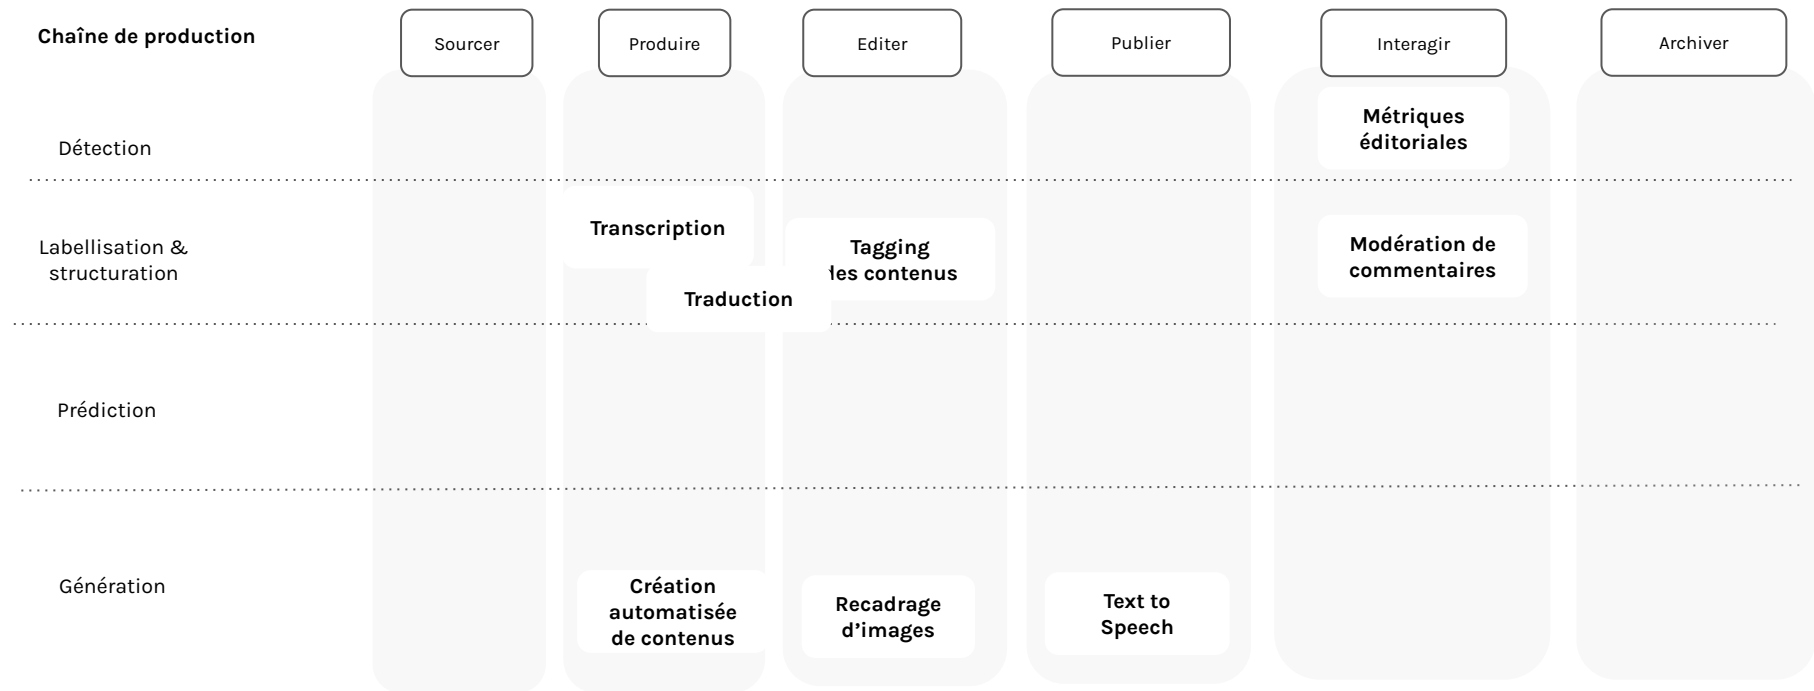 Chaîne de production
Sourcer
Produire
Editer
Publier
Interagir
Archiver
Détection
Métriques
éditoriales
Labellisation &
structuration
Transcription
Traduction
Tagging
des contenus
Modération de
commentaires
Prédiction
Génération
Création
automatisée
de contenus
Recadrage
d’images
Text to
Speech